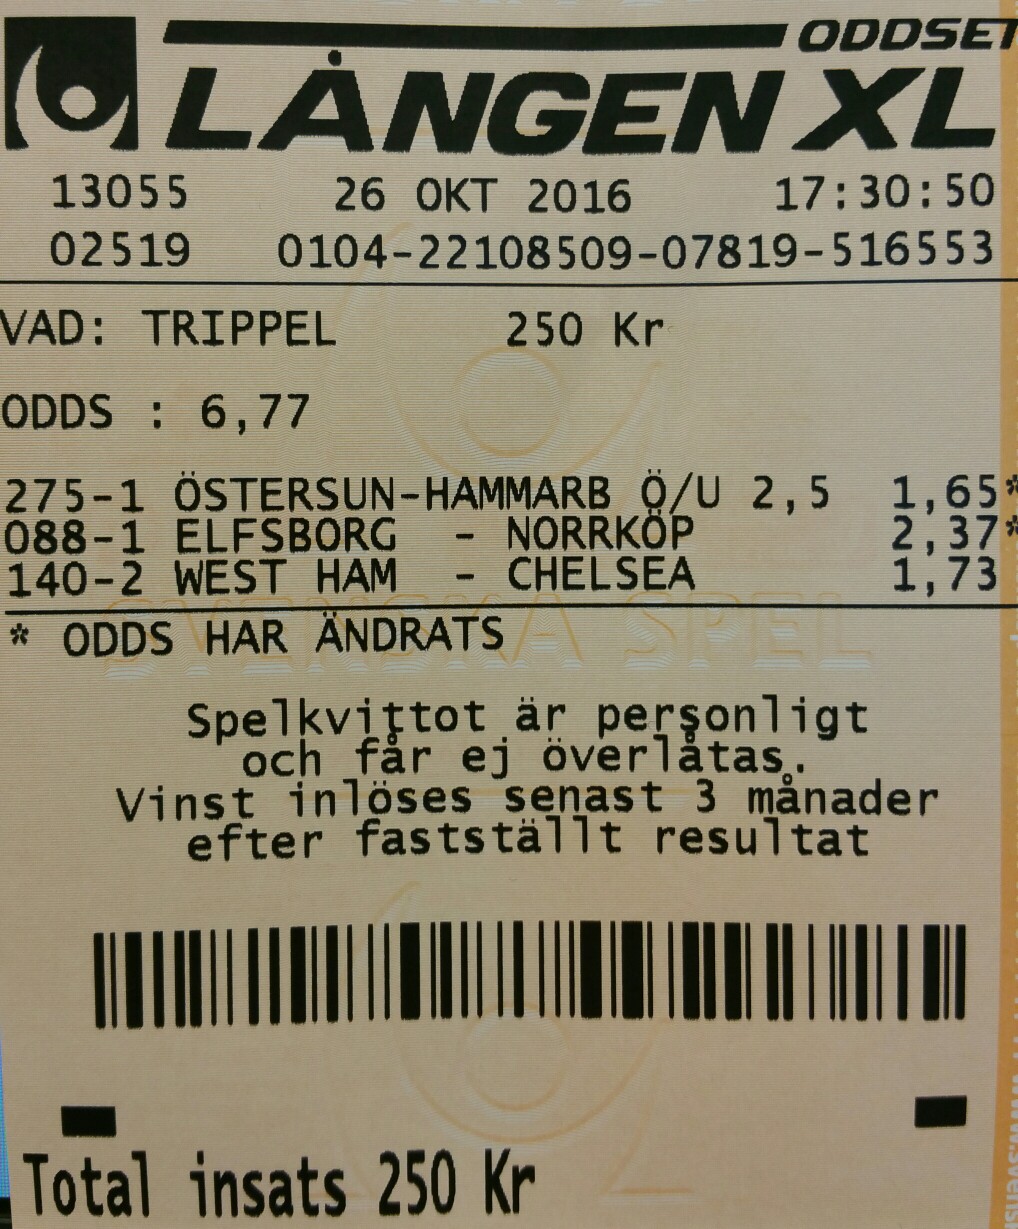 ODDSET
LÅNGEN XL
13055 26 OKT 2016 17:30:50
02519 0104-22108509-07819-516553
VAD: TRIPPEL 250 Kr
ODDS : 6,77
275-1 ÖSTERSUN-HAMMARB Ö/U 2,5 1,65*
088-1 ELFSBORG - NORRKÖP 2,37*
140-2 WEST HAM - CHELSEA 1,73
* ODDS HAR ÄNDRATS
SVENSKA SPEL
Spelkvittot är personligt
och får ej överlåtas.
Vinst inlöses senast 3 månader
efter fastställt resultat
Total insats 250 Kr